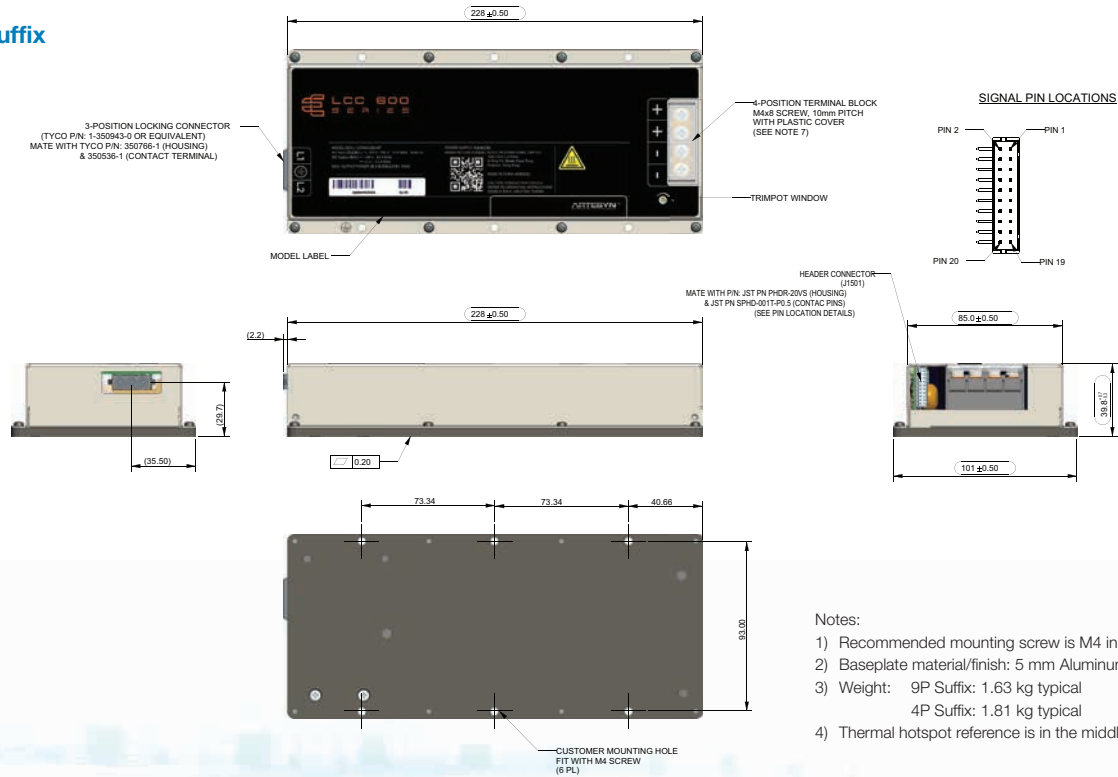 uffix
228 ±0.50
LCC 600
SERIES
3-POSITION LOCKING CONNECTOR
(TYCO P/N: 1-350943-0 OR EQUIVALENT)
MATE WITH TYCO P/N: 350766-1 (HOUSING)
& 350536-1 (CONTACT TERMINAL)
L1
L2
+
+
-
-
ARTESYN
4-POSITION TERMINAL BLOCK
M4x8 SCREW, 10mm PITCH
WITH PLASTIC COVER
(SEE NOTE 7)
TRIMPOT WINDOW
MODEL LABEL
SIGNAL PIN LOCATIONS
PIN 2
PIN 1
PIN 20
PIN 19
HEADER CONNECTOR
(J1501)
MATE WITH P/N: JST PN PHDR-20VS (HOUSING)
& JST PN SPHD-001T-P0.5 (CONTAC PINS)
(SEE PIN LOCATION DETAILS)
228 ±0.50
(2.2)
85.0±0.50
(29.7)
(35.50)
0.20
39.8
101 ±0.50
73.34
73.34
40.66
93.00
CUSTOMER MOUNTING HOLE
FIT WITH M4 SCREW
(6 PL)
Notes:
1) Recommended mounting screw is M4 in
2) Baseplate material/finish: 5 mm Aluminu
3) Weight: 9P Suffix: 1.63 kg typical
4P Suffix: 1.81 kg typical
4) Thermal hotspot reference is in the middl